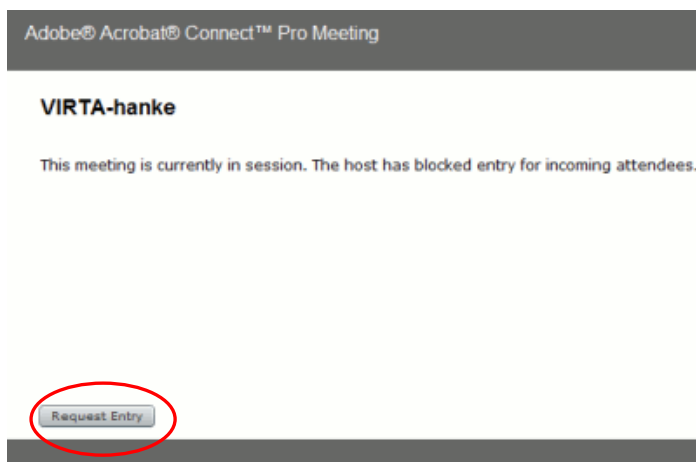 Adobe® Acrobat® Connect™ Pro Meeting
VIRTA-hanke
This meeting is currently in session. The host has blocked entry for incoming attendees.
Request Entry